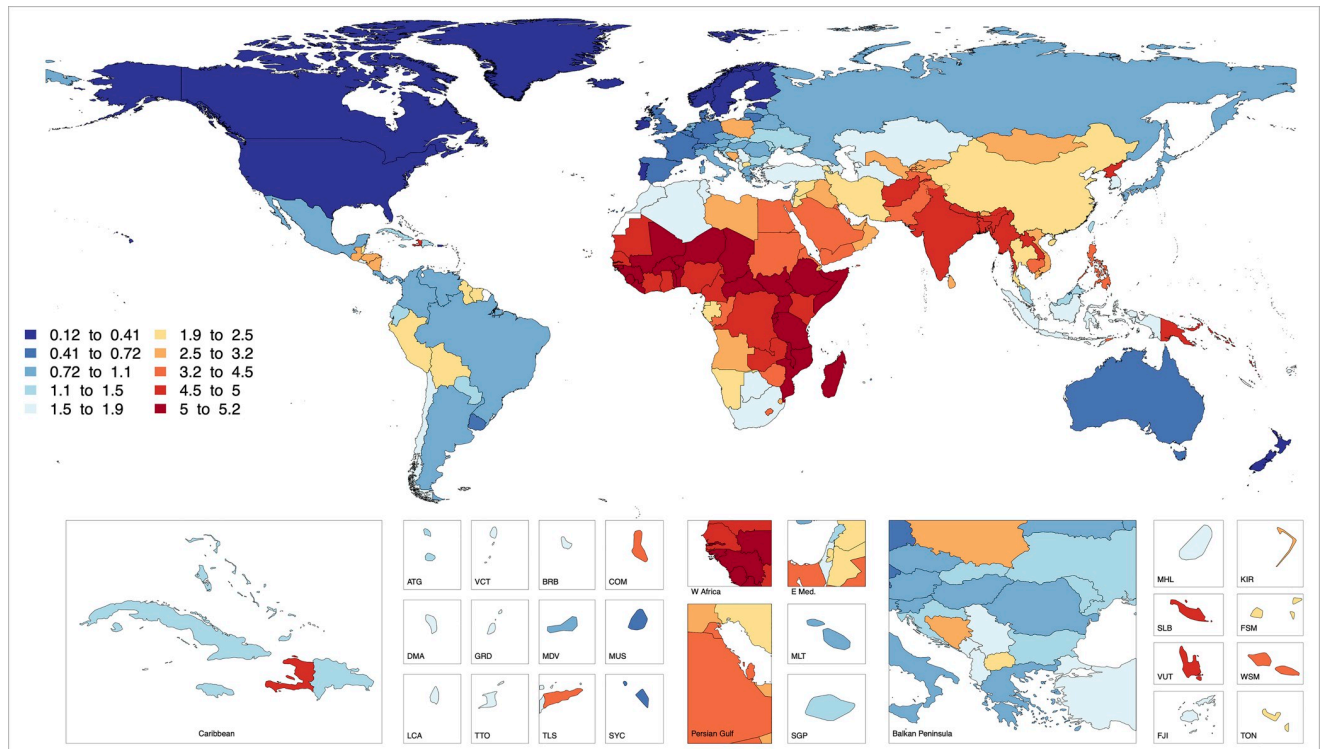 0.12 to 0.41
0.41 to 0.72
0.72 to 1.1
1.1 to 1.5
1.5 to 1.9
1.9 to 2.5
2.5 to 3.2
3.2 to 4.5
4.5 to 5
5 to 5.2
Caribbean
ATG
VCT
BRB
COM
DMA
GRD
MDV
MUS
LCA
TTO
TLS
SYC
W Africa
E Med.
Persian Gulf
MLT
SGP
Balkan Peninsula
MHL
KIR
SLB
FSM
VUT
WSM
FJI
TON